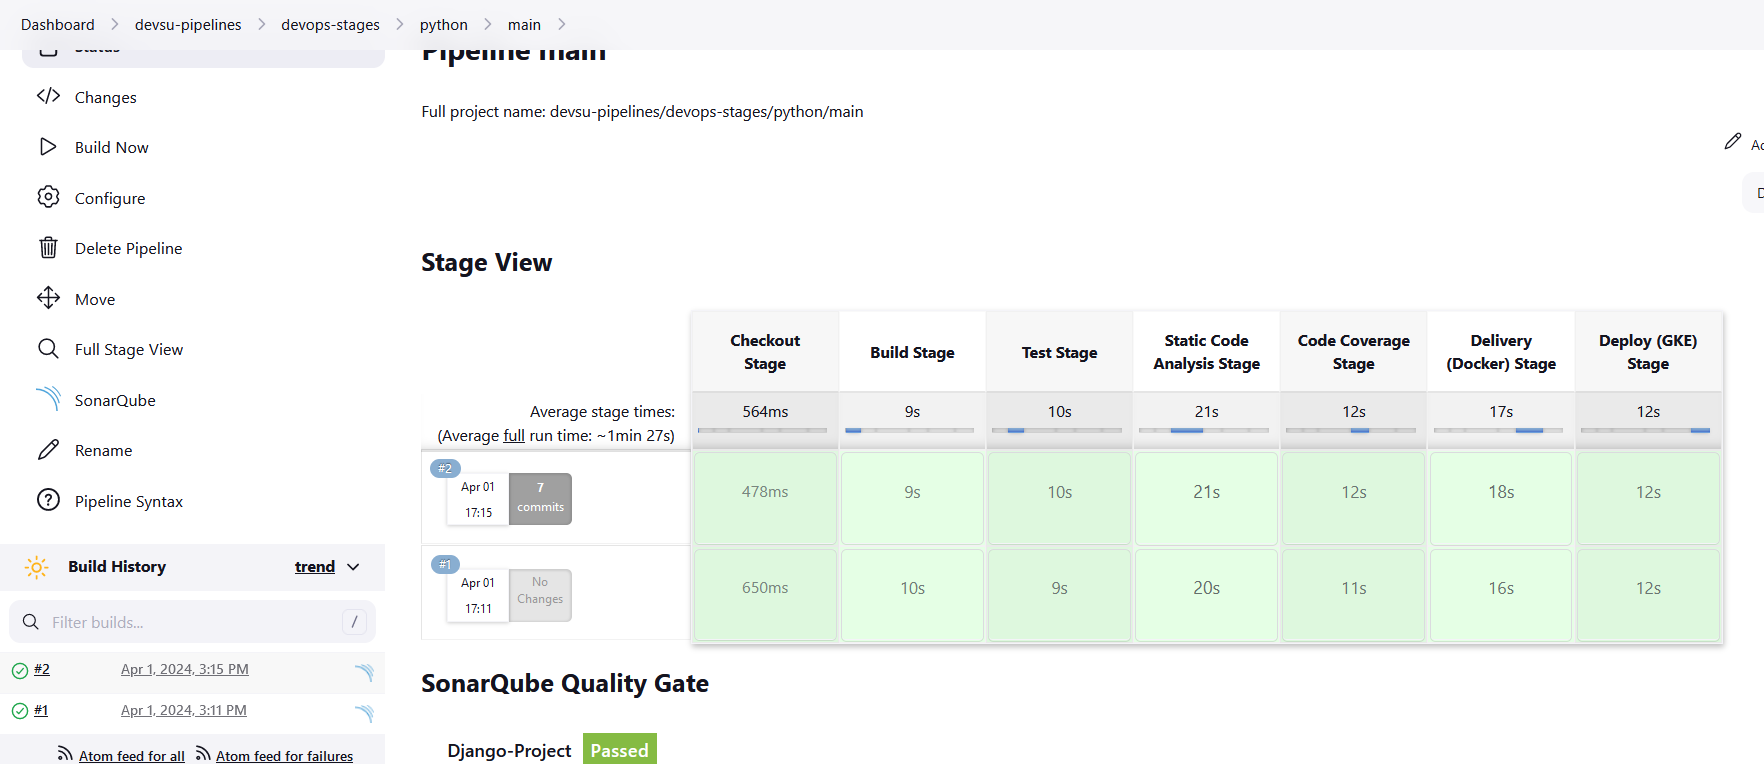 Dashboard devsu-pipelines devops-stages python main
Status
Changes
Build Now
Configure
Delete Pipeline
Move
Full Stage View
SonarQube
Rename
Pipeline Syntax
Build History trend
Filter builds... /
#2 Apr 1, 2024, 3:15 PM
#1 Apr 1, 2024, 3:11 PM
Atom feed for all Atom feed for failures
Pipeline main
Full project name: devsu-pipelines/devops-stages/python/main
Stage View
Checkout Stage
Build Stage
Test Stage
Static Code Analysis Stage
Code Coverage Stage
Delivery (Docker) Stage
Deploy (GKE) Stage
Average stage times:
(Average full run time: ~1min 27s)
564ms 9s 10s 21s 12s 17s 12s
#2
Apr 01
17:15
7
commits
478ms 9s 10s 21s 12s 18s 12s
#1
Apr 01
17:11
No
Changes
650ms 10s 9s 20s 11s 16s 12s
SonarQube Quality Gate
Django-Project Passed